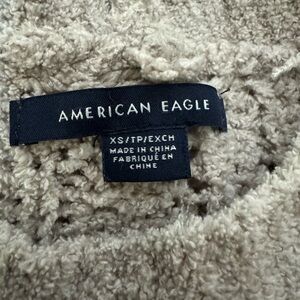 AMERICAN EAGLE
XS/TP/EXCH
MADE IN CHINA
FABRIQUÉ EN
CHINE